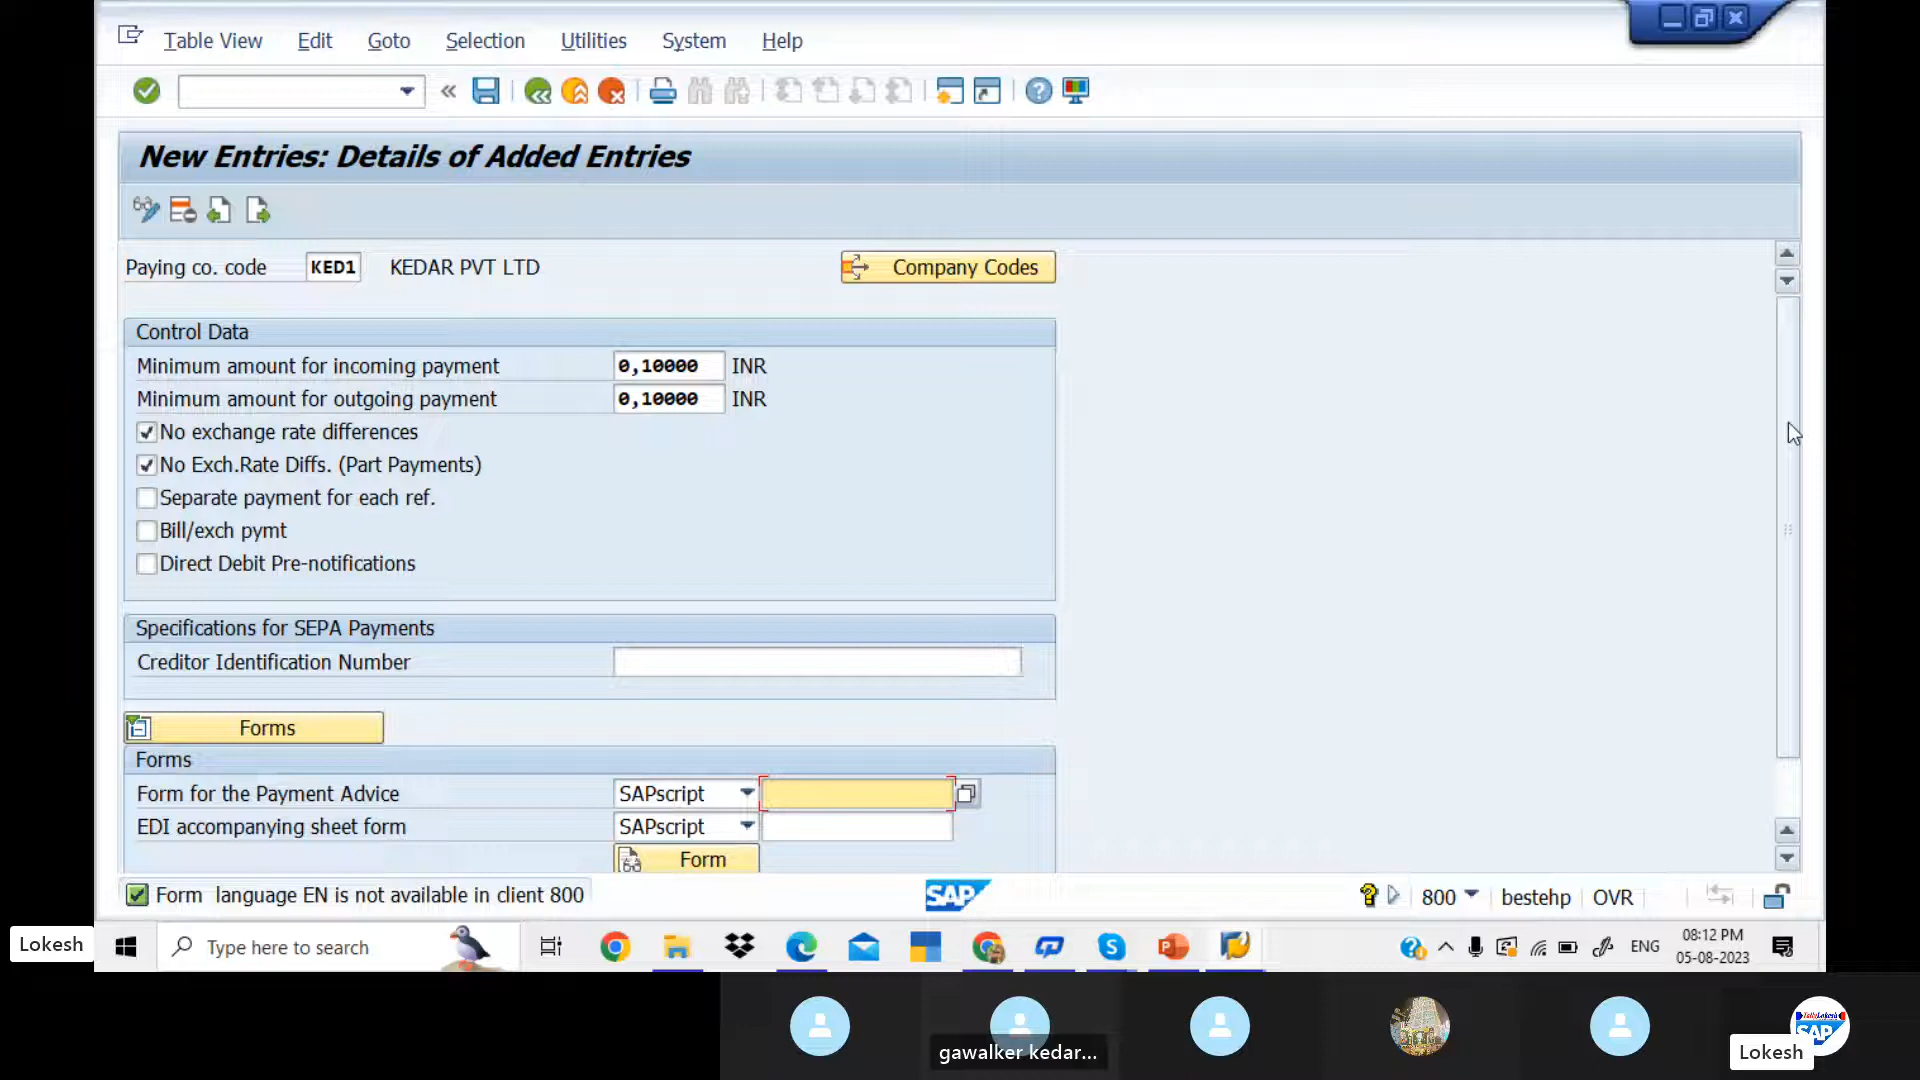 Table View Edit Goto Selection Utilities System Help
New Entries: Details of Added Entries
Paying co. code KED1 KEDAR PVT LTD Company Codes
Control Data
Minimum amount for incoming payment 0,10000 INR
Minimum amount for outgoing payment 0,10000 INR
No exchange rate differences
No Exch.Rate Diffs. (Part Payments)
Separate payment for each ref.
Bill/exch pymt
Direct Debit Pre-notifications
Specifications for SEPA Payments
Creditor Identification Number
Forms
Forms
Form for the Payment Advice SAPscript
EDI accompanying sheet form SAPscript
Form
Form language EN is not available in client 800 SAP 800 bestehp OVR
Lokesh Type here to search ENG 08:12 PM
05-08-2023
gawalker kedar... Lokesh
SAP